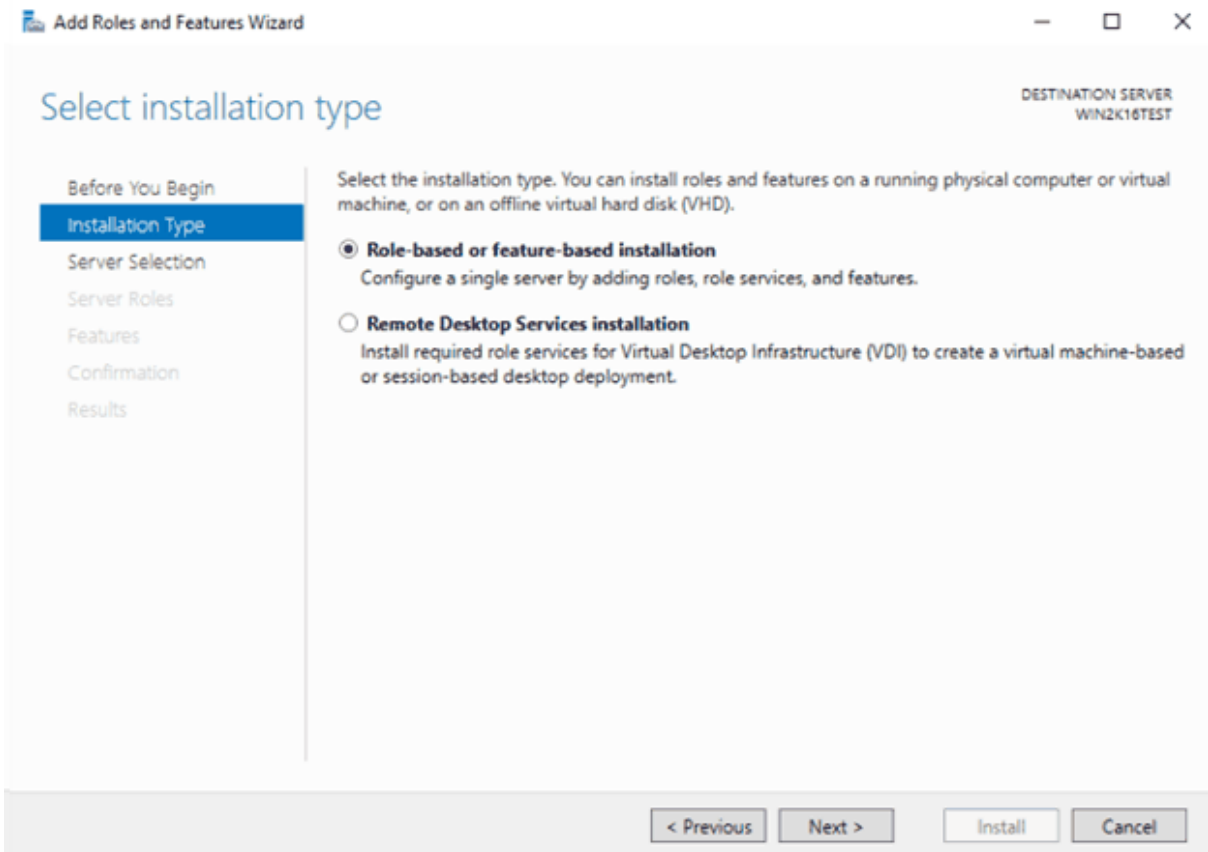 Add Roles and Features Wizard
Select installation type
DESTINATION SERVER
WIN2K16TEST
Before You Begin
Installation Type
Server Selection
Server Roles
Features
Confirmation
Results
Select the installation type. You can install roles and features on a running physical computer or virtual
machine, or on an offline virtual hard disk (VHD).
Role-based or feature-based installation
Configure a single server by adding roles, role services, and features.
Remote Desktop Services installation
Install required role services for Virtual Desktop Infrastructure (VDI) to create a virtual machine-based
or session-based desktop deployment.
< Previous
Next >
Install
Cancel